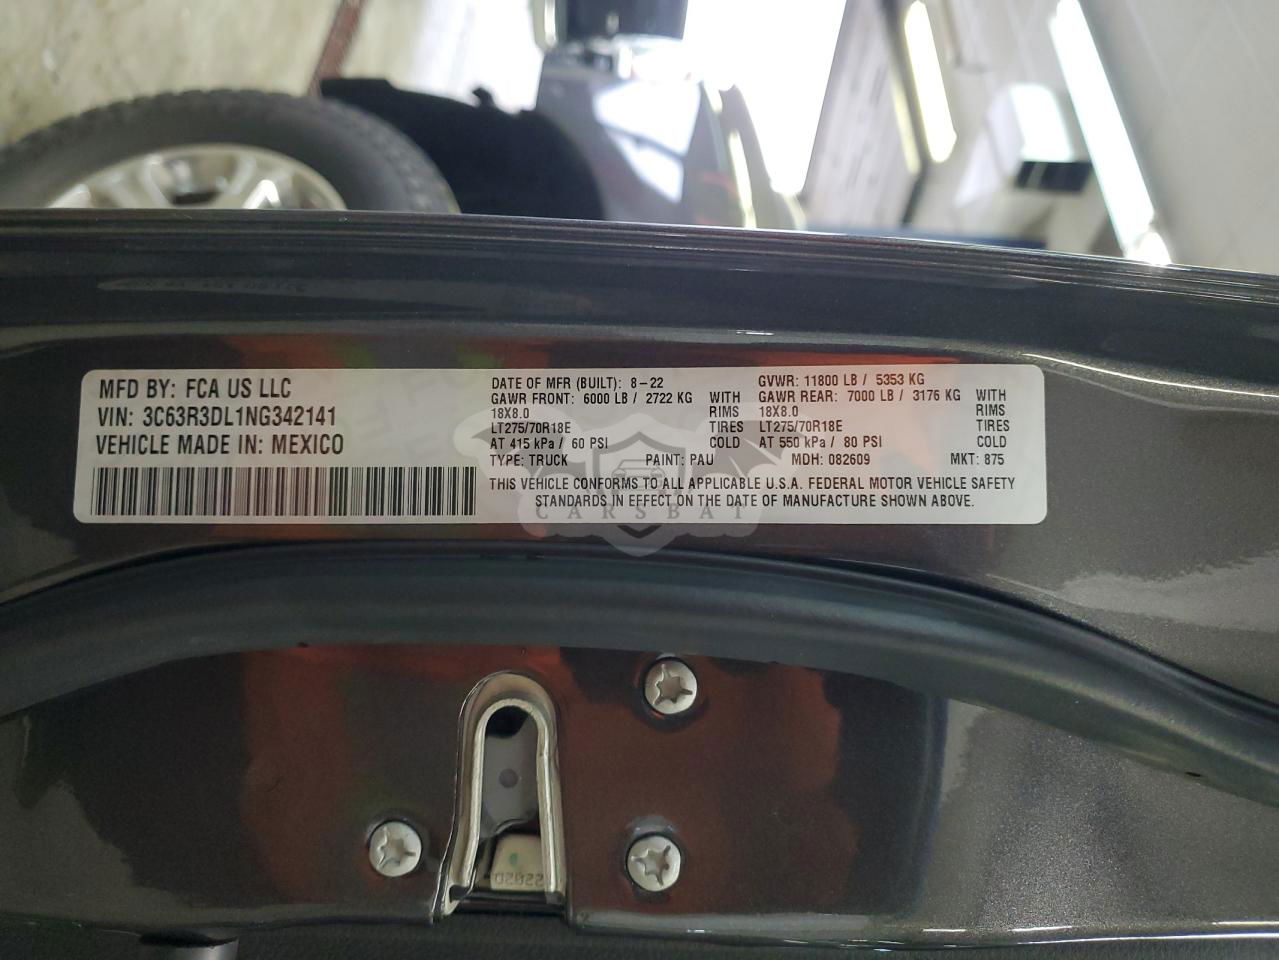 MFD BY: FCA US LLC
VIN: 3C63R3DL1NG342141
VEHICLE MADE IN: MEXICO
DATE OF MFR (BUILT): 8-22 GVWR: 11800 LB / 5353 KG
GAWR FRONT: 6000 LB / 2722 KG WITH GAWR REAR: 7000 LB / 3176 KG WITH
18X8.0 RIMS 18X8.0 RIMS
LT275/70R18E TIRES LT275/70R18E TIRES
AT 415 kPa / 60 PSI COLD AT 550 kPa / 80 PSI COLD
TYPE: TRUCK PAINT: PAU MDH: 082609 MKT: 875
THIS VEHICLE CONFORMS TO ALL APPLICABLE U.S.A. FEDERAL MOTOR VEHICLE SAFETY
STANDARDS IN EFFECT ON THE DATE OF MANUFACTURE SHOWN ABOVE.
CARSBAT